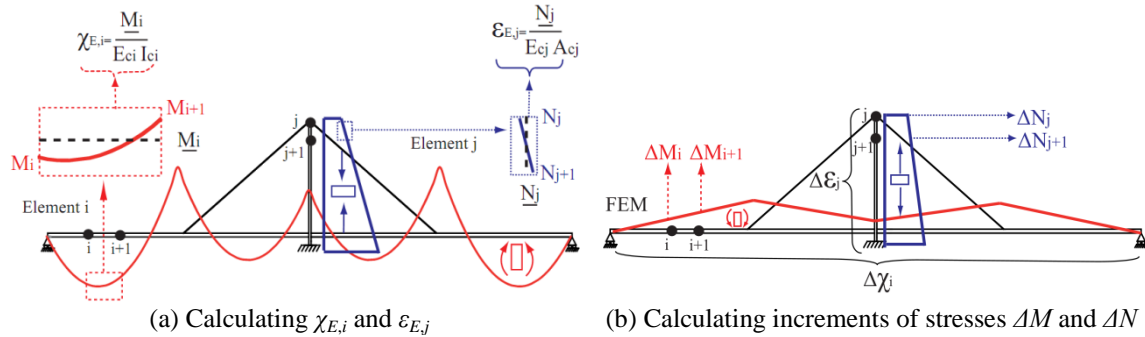 χE,i= Mi / Eci Ici
εE,j= Nj / Ecj Acj
Mi+1
Mi
Mi
Element i
i
i+1
j
j+1
Element j
Nj
Nj+1
Nj
(a) Calculating χE,i and εE,j
ΔNj
ΔNj+1
j
j+1
ΔMi
ΔMi+1
Δεj
FEM
i
i+1
Δχi
(b) Calculating increments of stresses ΔM and ΔN